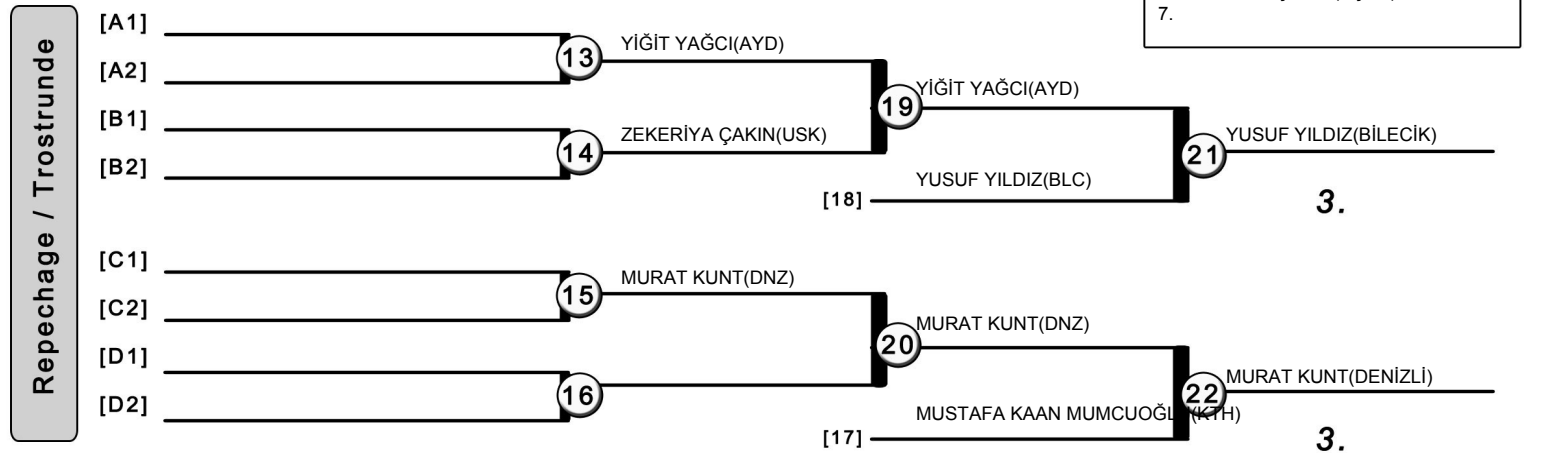 7.
Repechage / Trostrunde
[A1]
[A2]
[B1]
[B2]
13
YİĞİT YAĞCI(AYD)
14
ZEKERİYA ÇAKIN(USK)
19
YİĞİT YAĞCI(AYD)
[18]
YUSUF YILDIZ(BLC)
21
YUSUF YILDIZ(BİLECİK)
3.
[C1]
[C2]
[D1]
[D2]
15
MURAT KUNT(DNZ)
16
20
MURAT KUNT(DNZ)
[17]
MUSTAFA KAAN MUMCUOĞLU(KTH)
22
MURAT KUNT(DENİZLİ)
3.